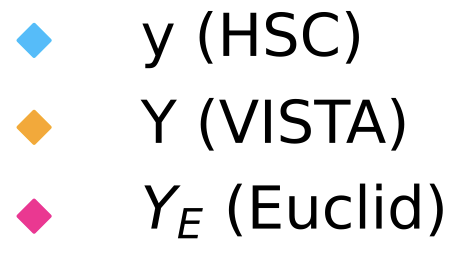 y (HSC)
Y (VISTA)
Y_E (Euclid)